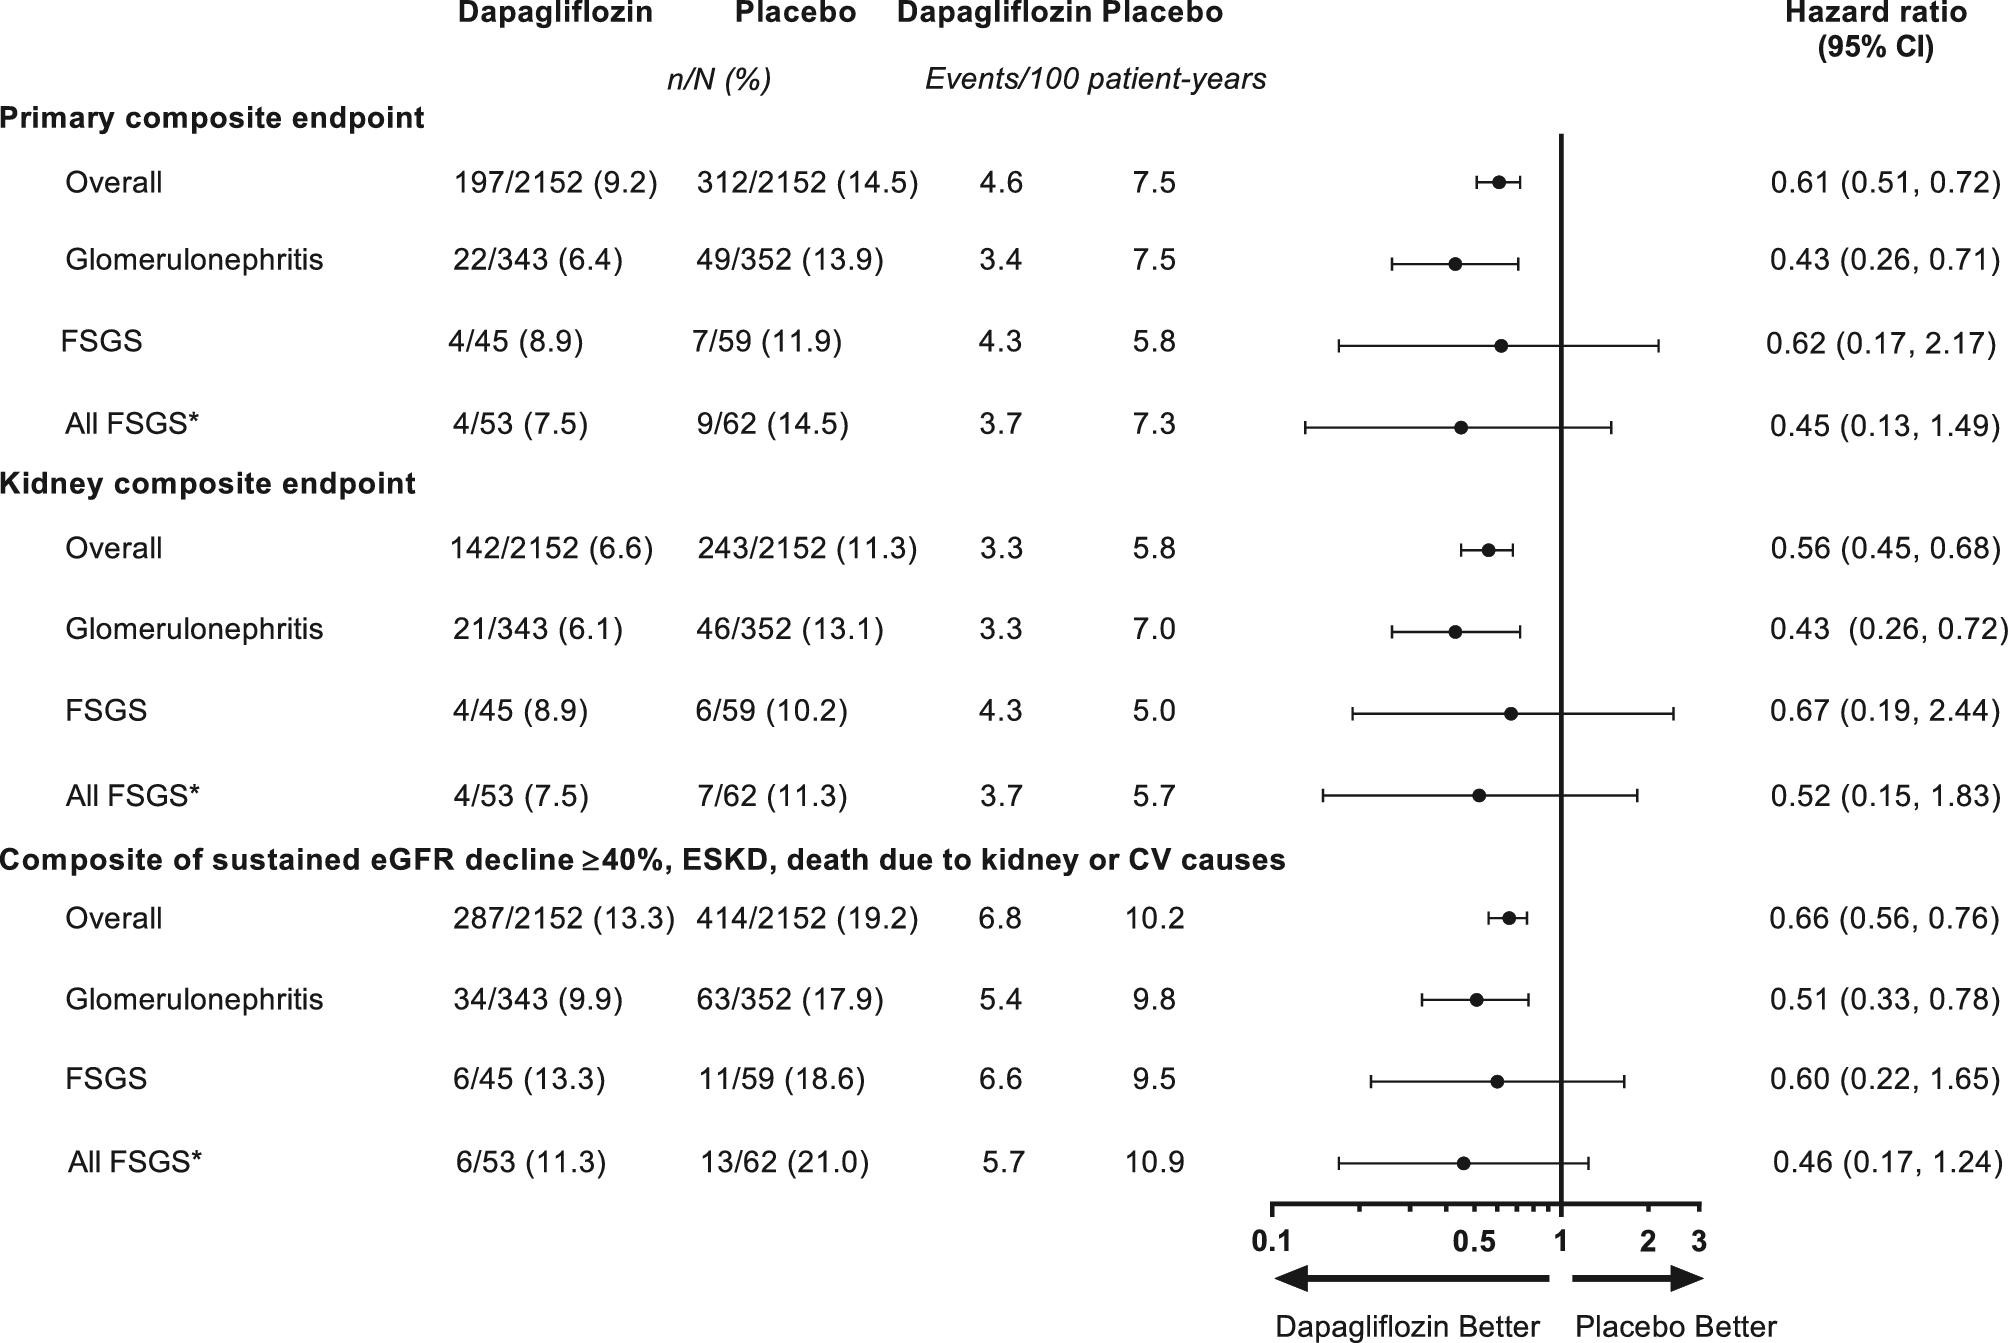 Dapagliflozin Placebo Dapagliflozin Placebo Hazard ratio
(95% CI)
n/N (%) Events/100 patient-years
Primary composite endpoint
Overall 197/2152 (9.2) 312/2152 (14.5) 4.6 7.5 0.61 (0.51, 0.72)
Glomerulonephritis 22/343 (6.4) 49/352 (13.9) 3.4 7.5 0.43 (0.26, 0.71)
FSGS 4/45 (8.9) 7/59 (11.9) 4.3 5.8 0.62 (0.17, 2.17)
All FSGS* 4/53 (7.5) 9/62 (14.5) 3.7 7.3 0.45 (0.13, 1.49)
Kidney composite endpoint
Overall 142/2152 (6.6) 243/2152 (11.3) 3.3 5.8 0.56 (0.45, 0.68)
Glomerulonephritis 21/343 (6.1) 46/352 (13.1) 3.3 7.0 0.43 (0.26, 0.72)
FSGS 4/45 (8.9) 6/59 (10.2) 4.3 5.0 0.67 (0.19, 2.44)
All FSGS* 4/53 (7.5) 7/62 (11.3) 3.7 5.7 0.52 (0.15, 1.83)
Composite of sustained eGFR decline ≥40%, ESKD, death due to kidney or CV causes
Overall 287/2152 (13.3) 414/2152 (19.2) 6.8 10.2 0.66 (0.56, 0.76)
Glomerulonephritis 34/343 (9.9) 63/352 (17.9) 5.4 9.8 0.51 (0.33, 0.78)
FSGS 6/45 (13.3) 11/59 (18.6) 6.6 9.5 0.60 (0.22, 1.65)
All FSGS* 6/53 (11.3) 13/62 (21.0) 5.7 10.9 0.46 (0.17, 1.24)
0.1 0.5 1 2 3
Dapagliflozin Better Placebo Better